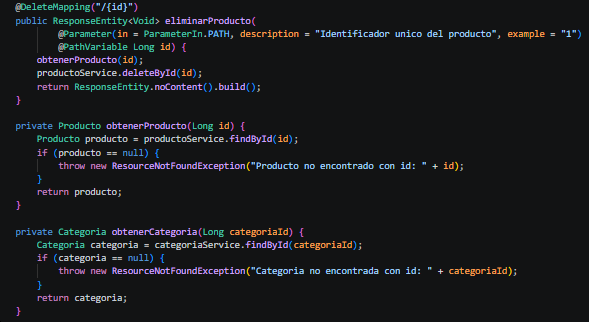 @DeleteMapping("/{id}")
public ResponseEntity<Void> eliminarProducto(
@Parameter(in = ParameterIn.PATH, description = "Identificador unico del producto", example = "1")
@PathVariable Long id) {
obtenerProducto(id);
productoService.deleteById(id);
return ResponseEntity.noContent().build();
}
private Producto obtenerProducto(Long id) {
Producto producto = productoService.findById(id);
if (producto == null) {
throw new ResourceNotFoundException("Producto no encontrado con id: " + id);
}
return producto;
}
private Categoria obtenerCategoria(Long categoriaId) {
Categoria categoria = categoriaService.findById(categoriaId);
if (categoria == null) {
throw new ResourceNotFoundException("Categoria no encontrada con id: " + categoriaId);
}
return categoria;
}